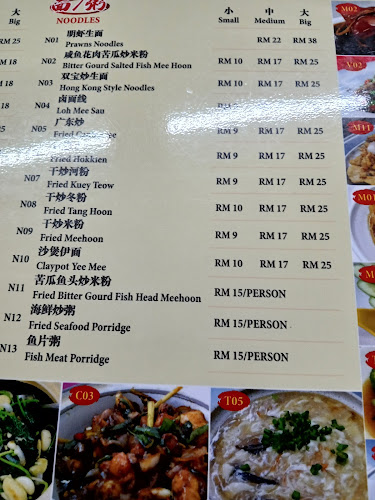 大
Big
面/粥
NOODLES
小 中 大
Small Medium Big
RM 25 N01 明虾生面
Prawns Noodles RM 22 RM 38
18 N02 咸鱼花肉苦瓜炒米粉
Bitter Gourd Salted Fish Mee Hoon RM 10 RM 17 RM 25
18 N03 双宝炒生面
Hong Kong Style Noodles RM 10 RM 17 RM 25
18 N04 卤面线
Loh Mee Sau RM 17 RM 25
RM 25 N05 广东炒
Fried RM 9 RM 17 RM 25
Fried Hokkien RM 9 RM 17 RM 25
N07 干炒河粉
Fried Kuey Teow RM 9 RM 17 RM 25
N08 干炒冬粉
Fried Tang Hoon RM 10 RM 17 RM 25
N09 干炒米粉
Fried Meehoon RM 9 RM 17 RM 25
N10 沙煲伊面
Claypot Yee Mee RM 10 RM 17 RM 25
N11 苦瓜鱼头炒米粉
Fried Bitter Gourd Fish Head Meehoon RM 15/PERSON
N12 海鲜炒粥
Fried Seafood Porridge RM 15/PERSON
N13 鱼片粥
Fish Meat Porridge RM 15/PERSON
M02
M11
C03
T05